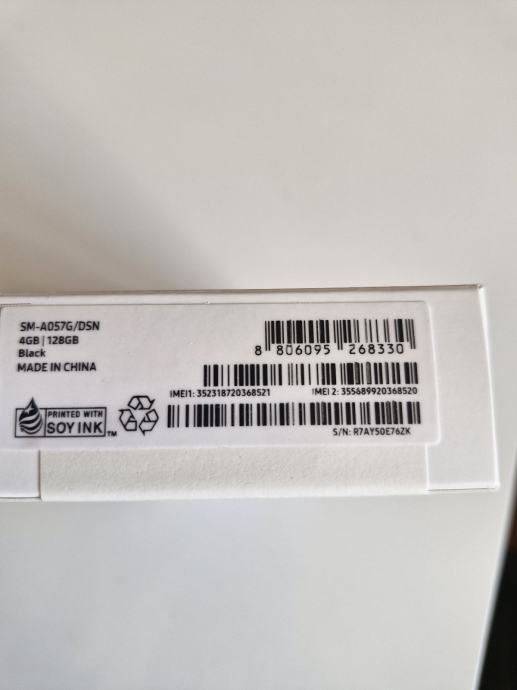 SM-A057G/DSN
4GB | 128GB
Black
MADE IN CHINA
8 806095 268330
IMEI1: 352318720368521 IMEI 2: 355689920368520
PRINTED WITH
SOY INK™
S/N: R7AY50E76ZK